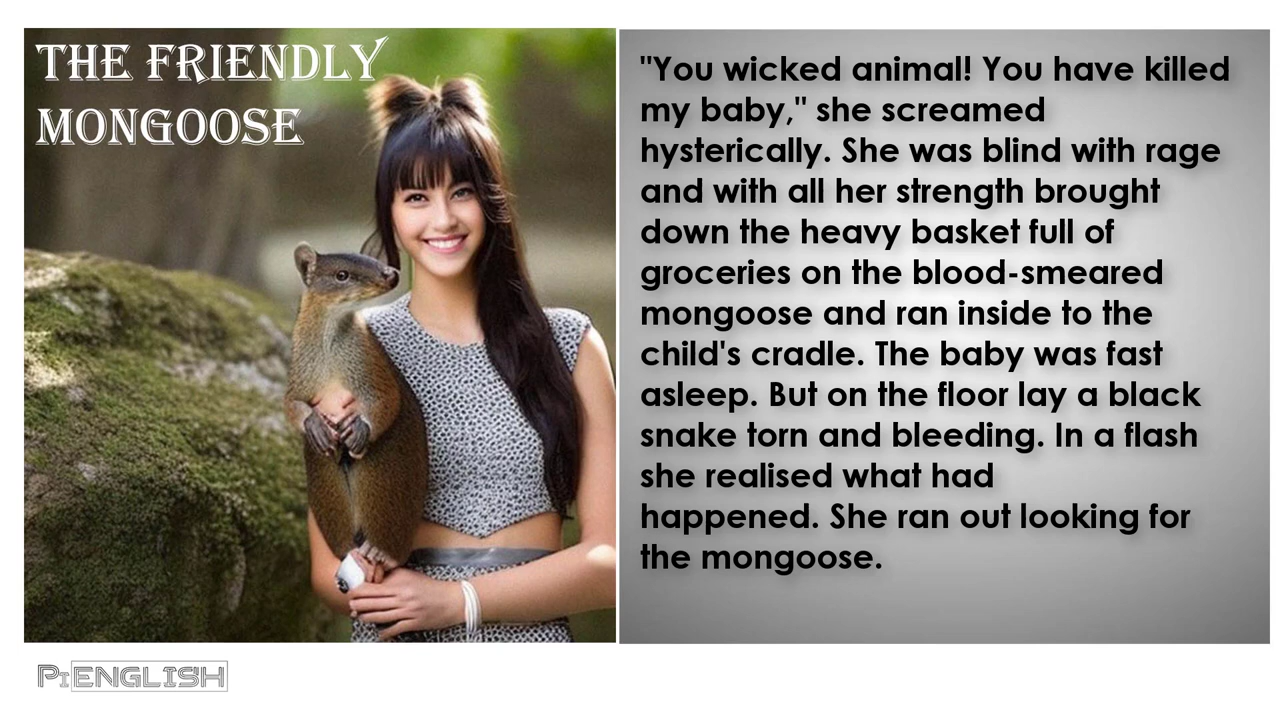 THE FRIENDLY
MONGOOSE
"You wicked animal! You have killed
my baby," she screamed
hysterically. She was blind with rage
and with all her strength brought
down the heavy basket full of
groceries on the blood-smeared
mongoose and ran inside to the
child's cradle. The baby was fast
asleep. But on the floor lay a black
snake torn and bleeding. In a flash
she realised what had
happened. She ran out looking for
the mongoose.
PIENGLISH